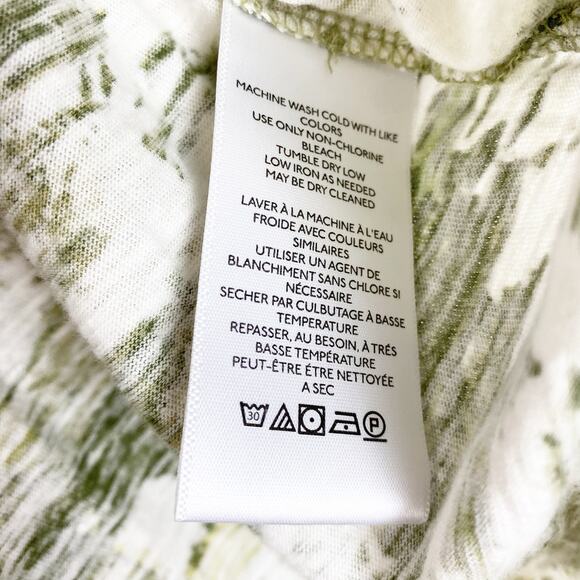 MACHINE WASH COLD WITH LIKE
COLORS
USE ONLY NON-CHLORINE
BLEACH
TUMBLE DRY LOW
LOW IRON AS NEEDED
MAY BE DRY CLEANED
LAVER À LA MACHINE À L'EAU
FROIDE AVEC COULEURS
SIMILAIRES
UTILISER UN AGENT DE
BLANCHIMENT SANS CHLORE SI
NÉCESSAIRE
SECHER PAR CULBUTAGE À BASSE
TEMPERATURE
REPASSER, AU BESOIN, À TRÉS
BASSE TEMPÉRATURE
PEUT-ÊTRE ÉTRE NETTOYÉE
A SEC
30 P